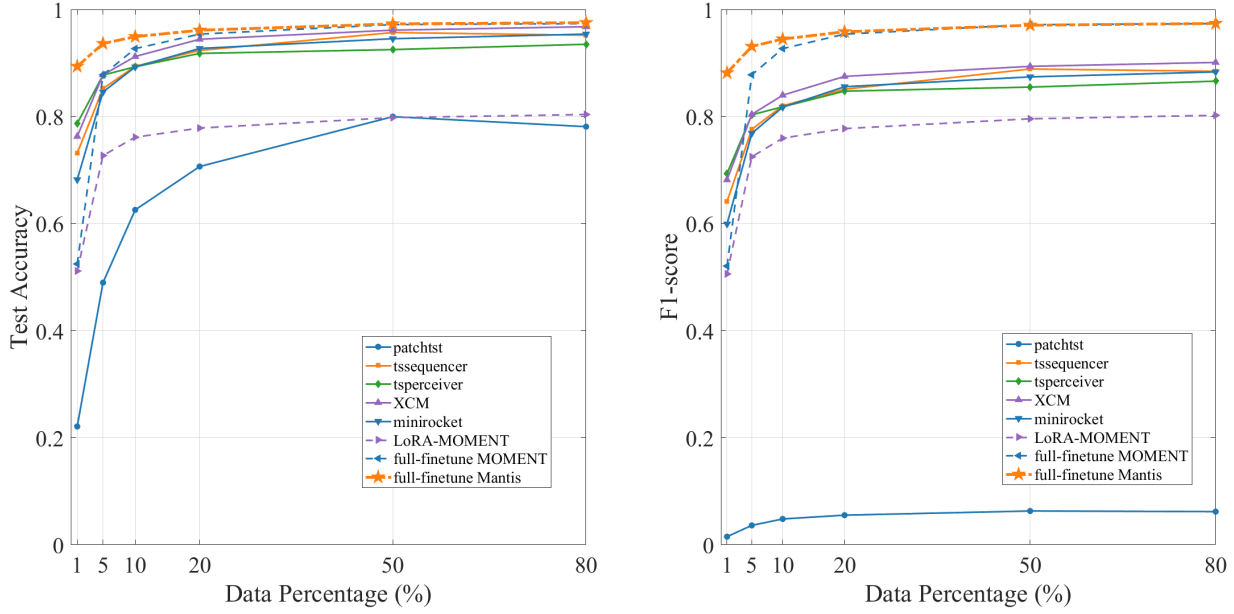 Test Accuracy
1
0.8
0.6
0.4
0.2
0
1 5 10 20 50 80
Data Percentage (%)
patchtst
tssequencer
tsperceiver
XCM
minirocket
LoRA-MOMENT
full-finetune MOMENT
full-finetune Mantis
F1-score
1
0.8
0.6
0.4
0.2
0
1 5 10 20 50 80
Data Percentage (%)
patchtst
tssequencer
tsperceiver
XCM
minirocket
LoRA-MOMENT
full-finetune MOMENT
full-finetune Mantis